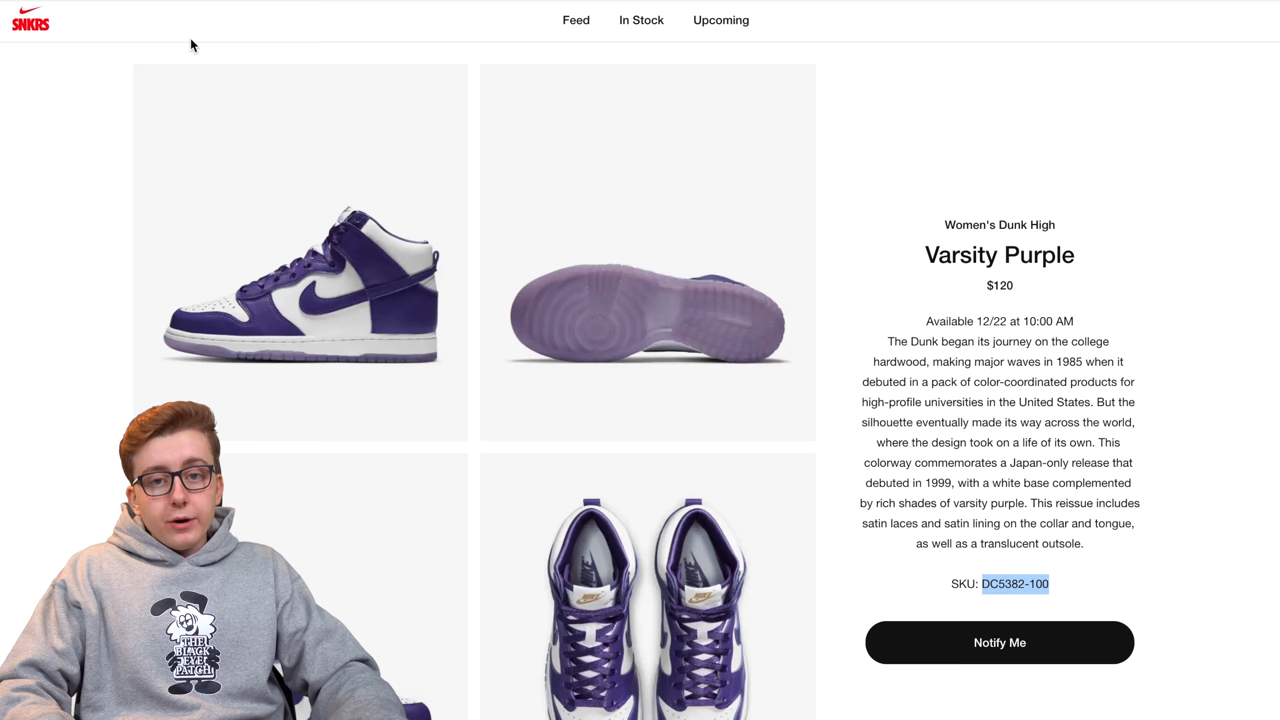 SNKRS
Feed
In Stock
Upcoming
Women's Dunk High
Varsity Purple
$120
Available 12/22 at 10:00 AM
The Dunk began its journey on the college
hardwood, making major waves in 1985 when it
debuted in a pack of color-coordinated products for
high-profile universities in the United States. But the
silhouette eventually made its way across the world,
where the design took on a life of its own. This
colorway commemorates a Japan-only release that
debuted in 1999, with a white base complemented
by rich shades of varsity purple. This reissue includes
satin laces and satin lining on the collar and tongue,
as well as a translucent outsole.
SKU: DC5382-100
Notify Me
THE
BLACK
EYE
PATCH